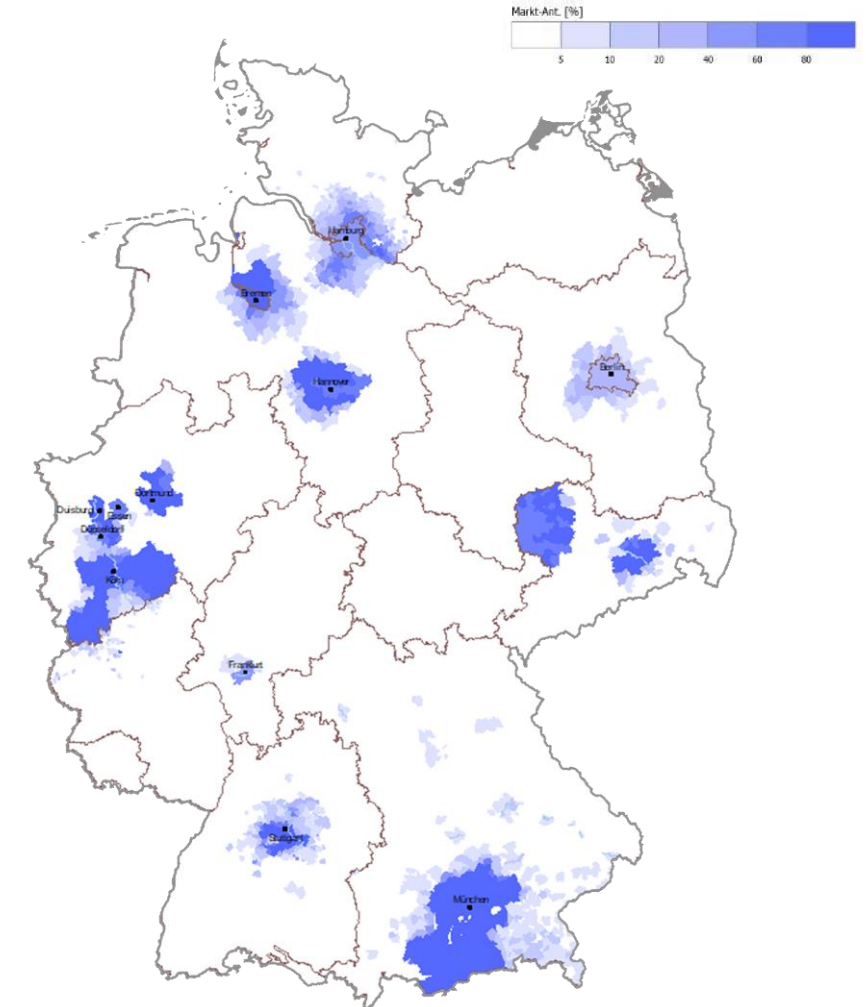 Markt-Ant. [%]
5 10 20 40 60 80
Hamburg
Bremen
Berlin
Hannover
Dortmund
Duisburg
Essen
Düsseldorf
Köln
Frankfurt
Stuttgart
München